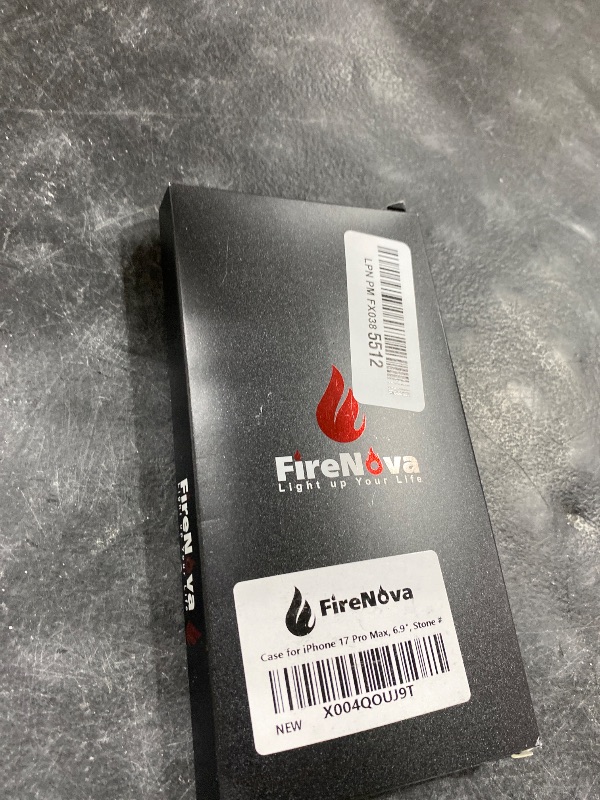 LPN PM FX038 5512
FireNova
Light up Your Life
FireNova
FireNova
Case for iPhone 17 Pro Max, 6.9", Stone #
NEW X004QOUJ9T